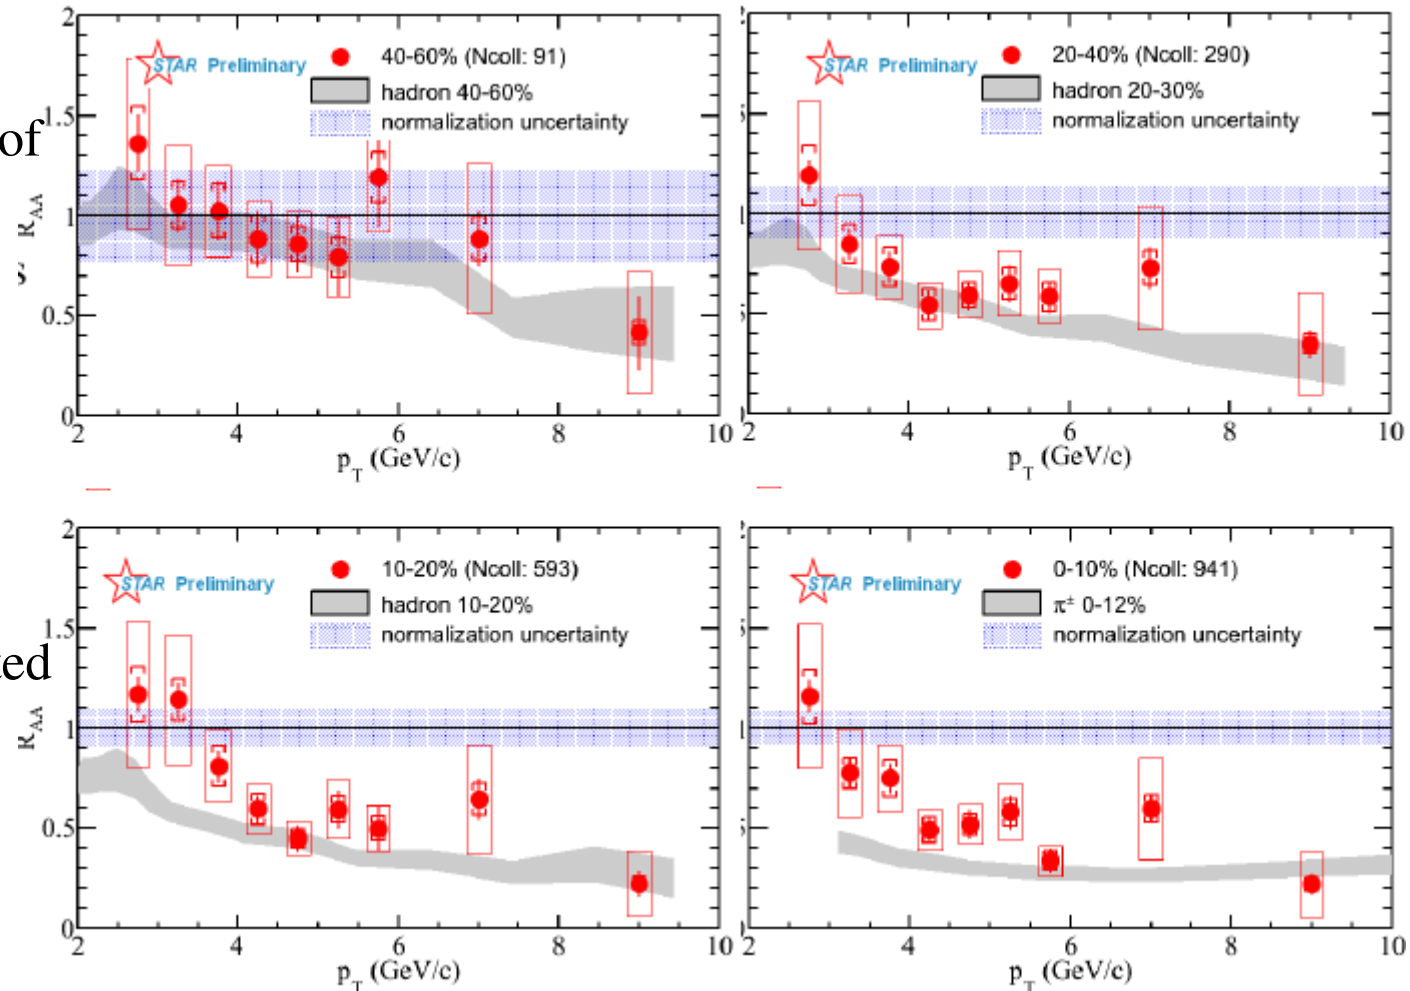 of
s
ted
2
1.5
1
0.5
0
R_AA
STAR Preliminary
40-60% (Ncoll: 91)
hadron 40-60%
normalization uncertainty
2 4 6 8 10
p_T (GeV/c)
STAR Preliminary
20-40% (Ncoll: 290)
hadron 20-30%
normalization uncertainty
2 4 6 8 10
p_T (GeV/c)
2
1.5
1
0.5
0
R_AA
STAR Preliminary
10-20% (Ncoll: 593)
hadron 10-20%
normalization uncertainty
2 4 6 8 10
p_T (GeV/c)
STAR Preliminary
0-10% (Ncoll: 941)
π± 0-12%
normalization uncertainty
2 4 6 8 10
p_T (GeV/c)